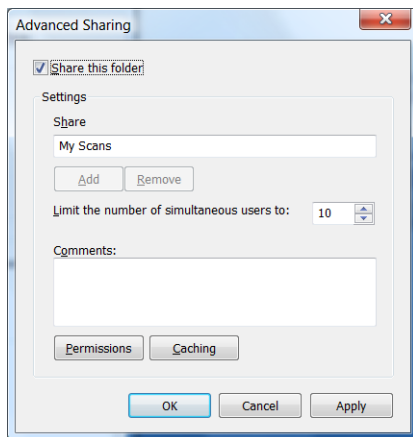 Advanced Sharing
Share this folder
Settings
Share
My Scans
Add Remove
Limit the number of simultaneous users to: 10
Comments:
Permissions Caching
OK Cancel Apply